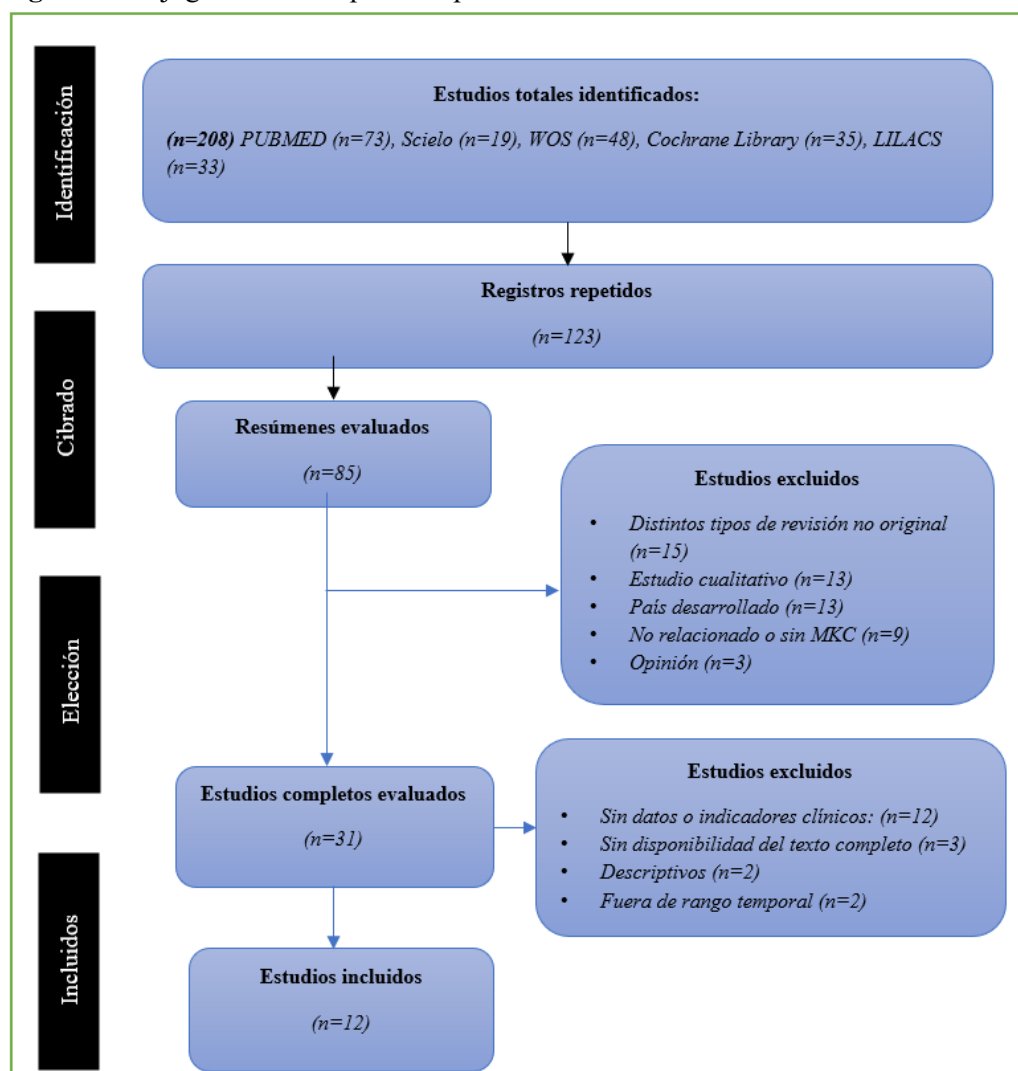 Identificación
Estudios totales identificados:
(n=208) PUBMED (n=73), Scielo (n=19), WOS (n=48), Cochrane Library (n=35), LILACS
(n=33)
Registros repetidos
(n=123)
Cibrado
Resúmenes evaluados
(n=85)
Estudios excluidos
• Distintos tipos de revisión no original
(n=15)
• Estudio cualitativo (n=13)
• País desarrollado (n=13)
• No relacionado o sin MKC (n=9)
• Opinión (n=3)
Elección
Estudios completos evaluados
(n=31)
Estudios excluidos
• Sin datos o indicadores clínicos: (n=12)
• Sin disponibilidad del texto completo (n=3)
• Descriptivos (n=2)
• Fuera de rango temporal (n=2)
Incluidos
Estudios incluidos
(n=12)